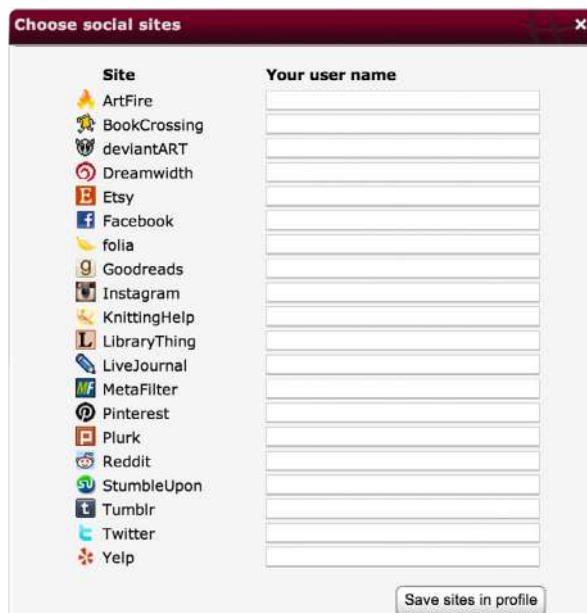 Choose social sites
Site Your user name
ArtFire
BookCrossing
deviantART
Dreamwidth
Etsy
Facebook
folia
Goodreads
Instagram
KnittingHelp
LibraryThing
LiveJournal
MetaFilter
Pinterest
Plurk
Reddit
StumbleUpon
Tumblr
Twitter
Yelp
Save sites in profile